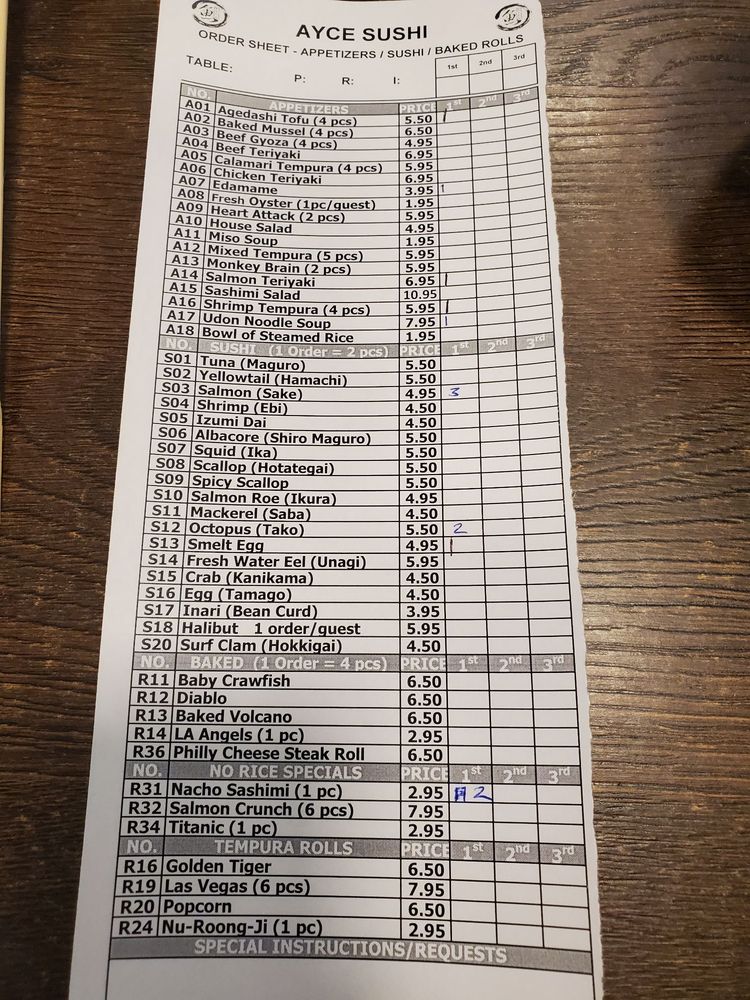 AYCE SUSHI
ORDER SHEET - APPETIZERS / SUSHI / BAKED ROLLS
TABLE: P: R: I: 1st 2nd 3rd
NO. APPETIZERS PRICE 1st 2nd 3rd
A01 Agedashi Tofu (4 pcs) 5.50 1
A02 Baked Mussel (4 pcs) 6.50
A03 Beef Gyoza (4 pcs) 4.95
A04 Beef Teriyaki 6.95
A05 Calamari Tempura (4 pcs) 5.95
A06 Chicken Teriyaki 6.95
A07 Edamame 3.95 1
A08 Fresh Oyster (1pc/guest) 1.95
A09 Heart Attack (2 pcs) 5.95
A10 House Salad 4.95
A11 Miso Soup 1.95
A12 Mixed Tempura (5 pcs) 5.95
A13 Monkey Brain (2 pcs) 5.95
A14 Salmon Teriyaki 6.95 1
A15 Sashimi Salad 10.95
A16 Shrimp Tempura (4 pcs) 5.95 1
A17 Udon Noodle Soup 7.95 1
A18 Bowl of Steamed Rice 1.95
NO. SUSHI (1 Order = 2 pcs) PRICE 1st 2nd 3rd
S01 Tuna (Maguro) 5.50
S02 Yellowtail (Hamachi) 5.50
S03 Salmon (Sake) 4.95 3
S04 Shrimp (Ebi) 4.50
S05 Izumi Dai 4.50
S06 Albacore (Shiro Maguro) 5.50
S07 Squid (Ika) 5.50
S08 Scallop (Hotategai) 5.50
S09 Spicy Scallop 5.50
S10 Salmon Roe (Ikura) 4.95
S11 Mackerel (Saba) 4.50
S12 Octopus (Tako) 5.50 2
S13 Smelt Egg 4.95 1
S14 Fresh Water Eel (Unagi) 5.95
S15 Crab (Kanikama) 4.50
S16 Egg (Tamago) 4.50
S17 Inari (Bean Curd) 3.95
S18 Halibut 1 order/guest 5.95
S20 Surf Clam (Hokkigai) 4.50
NO. BAKED (1 Order = 4 pcs) PRICE 1st 2nd 3rd
R11 Baby Crawfish 6.50
R12 Diablo 6.50
R13 Baked Volcano 6.50
R14 LA Angels (1 pc) 2.95
R36 Philly Cheese Steak Roll 6.50
NO. NO RICE SPECIALS PRICE 1st 2nd 3rd
R31 Nacho Sashimi (1 pc) 2.95 2
R32 Salmon Crunch (6 pcs) 7.95
R34 Titanic (1 pc) 2.95
NO. TEMPURA ROLLS PRICE 1st 2nd 3rd
R16 Golden Tiger 6.50
R19 Las Vegas (6 pcs) 7.95
R20 Popcorn 6.50
R24 Nu-Roong-Ji (1 pc) 2.95
SPECIAL INSTRUCTIONS/REQUESTS